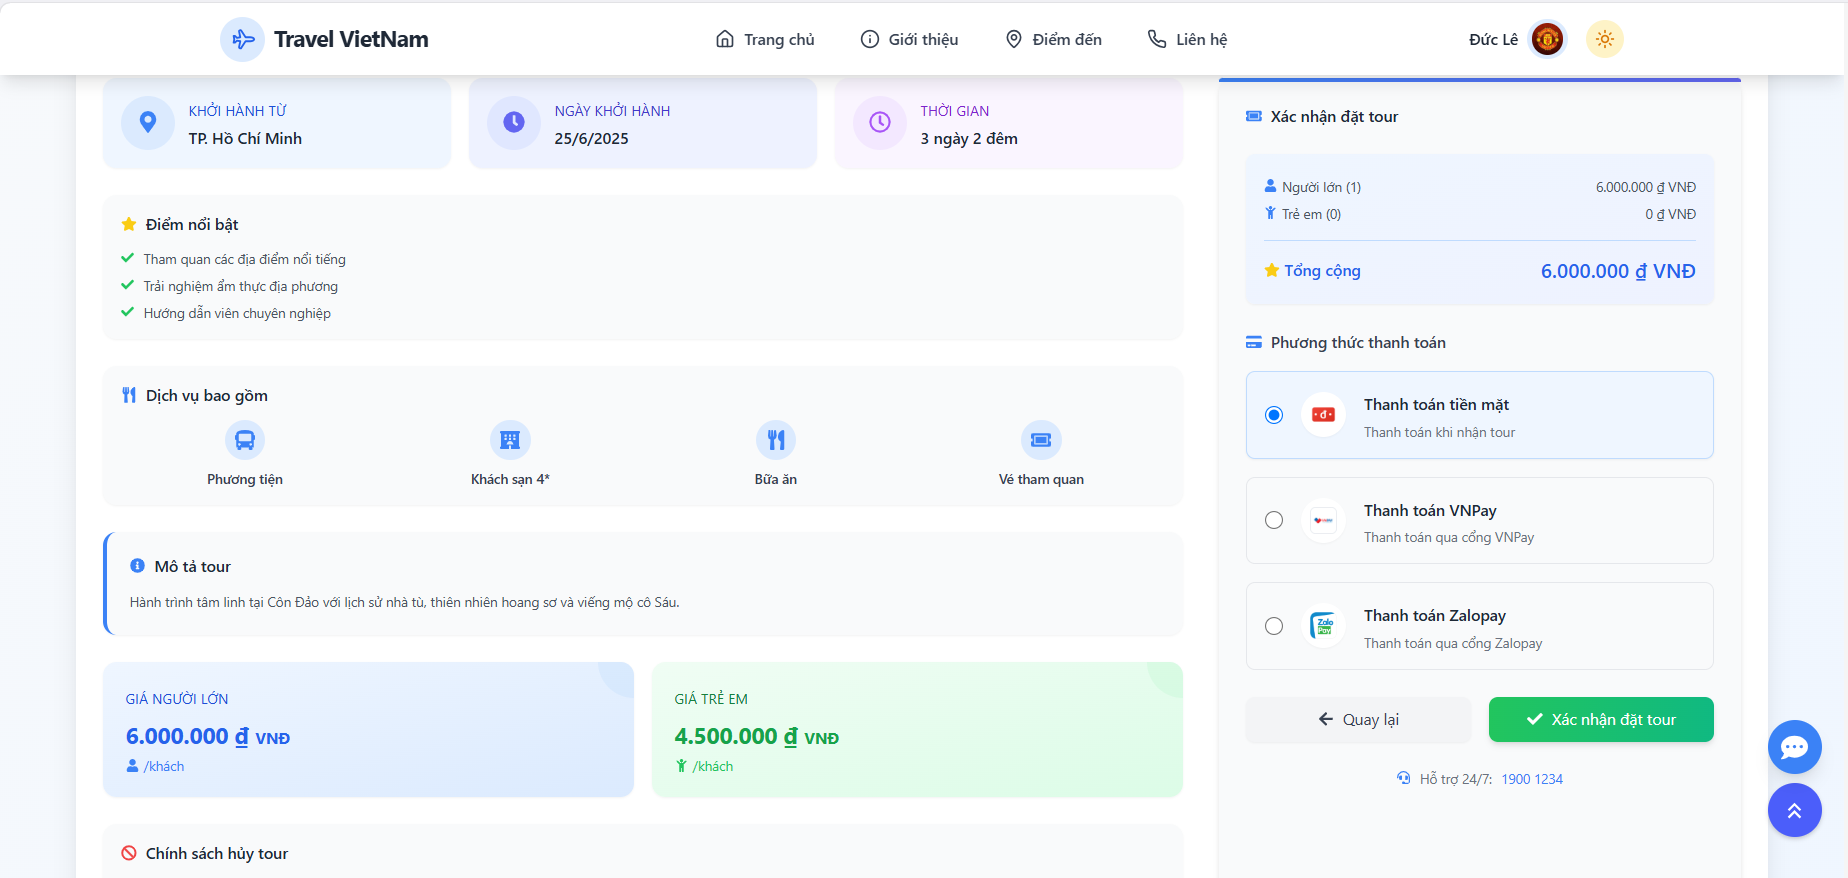 Travel VietNam
Trang chủ
Giới thiệu
Điểm đến
Liên hệ
Đức Lê
KHỞI HÀNH TỪ
TP. Hồ Chí Minh
NGÀY KHỞI HÀNH
25/6/2025
THỜI GIAN
3 ngày 2 đêm
Điểm nổi bật
Tham quan các địa điểm nổi tiếng
Trải nghiệm ẩm thực địa phương
Hướng dẫn viên chuyên nghiệp
Dịch vụ bao gồm
Phương tiện
Khách sạn 4*
Bữa ăn
Vé tham quan
Mô tả tour
Hành trình tâm linh tại Côn Đảo với lịch sử nhà tù, thiên nhiên hoang sơ và viếng mộ cô Sáu.
GIÁ NGƯỜI LỚN
6.000.000 ₫ VNĐ
/khách
GIÁ TRẺ EM
4.500.000 ₫ VNĐ
/khách
Chính sách hủy tour
Xác nhận đặt tour
Người lớn (1) 6.000.000 ₫ VNĐ
Trẻ em (0) 0 ₫ VNĐ
Tổng cộng 6.000.000 ₫ VNĐ
Phương thức thanh toán
đ
Thanh toán tiền mặt
Thanh toán khi nhận tour
Thanh toán VNPay
Thanh toán qua cổng VNPay
Zalo
Pay
Thanh toán Zalopay
Thanh toán qua cổng Zalopay
Quay lại
Xác nhận đặt tour
Hỗ trợ 24/7: 1900 1234